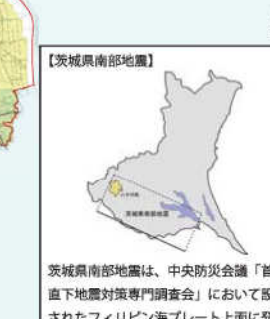 【茨城県南部地震】
茨城県南部地震
茨城県南部地震は、中央防災会議「首
直下地震対策専門調査会」において設
されたフィリピン海プレート上面に発